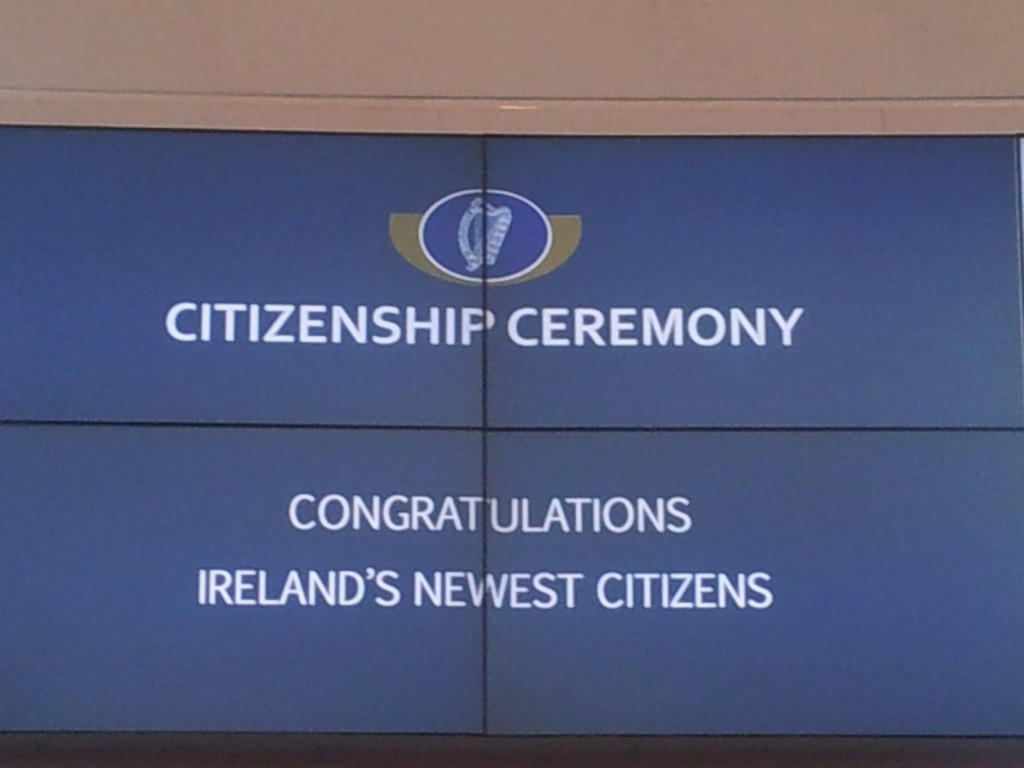 CITIZENSHIP CEREMONY
CONGRATULATIONS
IRELAND'S NEWEST CITIZENS